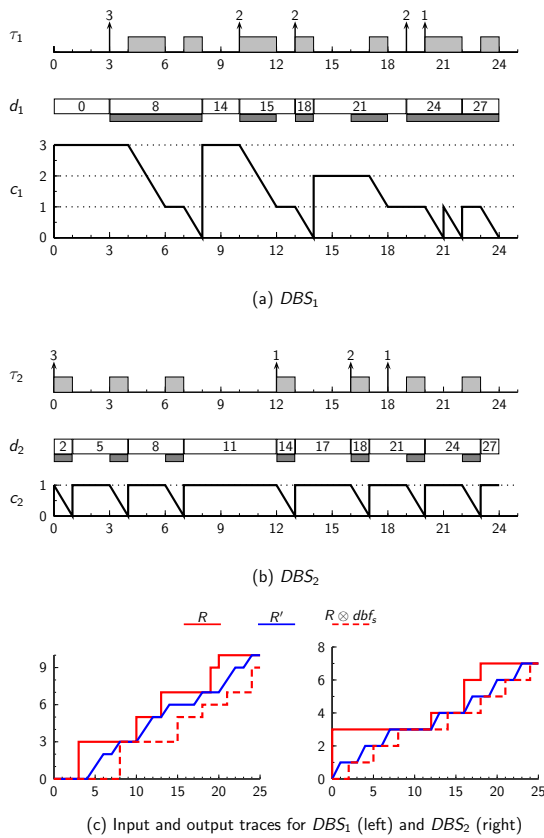 3 2 2 2 1
τ1
0 3 6 9 12 15 18 21 24
d1 0 8 14 15 18 21 24 27
3
2
c1
1
0
0 3 6 9 12 15 18 21 24
(a) DBS1
3 1 2 1
τ2
0 3 6 9 12 15 18 21 24
d2 2 5 8 11 14 17 18 21 24 27
c2 1
0
0 3 6 9 12 15 18 21 24
(b) DBS2
R R′ R ⊗ dbfs
9 8
6 6
4
3 2
0 0
0 5 10 15 20 25 0 5 10 15 20 25
(c) Input and output traces for DBS1 (left) and DBS2 (right)